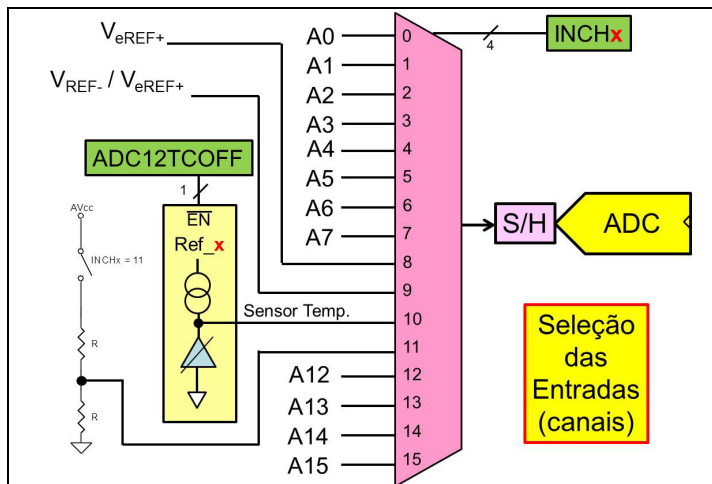 VeREF+
VREF- / VeREF+
ADC12TCOFF
1
EN
Ref_x
Sensor Temp.
AVcc
INCHx = 11
R
R
A0
A1
A2
A3
A4
A5
A6
A7
A12
A13
A14
A15
0
1
2
3
4
5
6
7
8
9
10
11
12
13
14
15
4
INCHx
S/H
ADC
Seleção
das
Entradas
(canais)